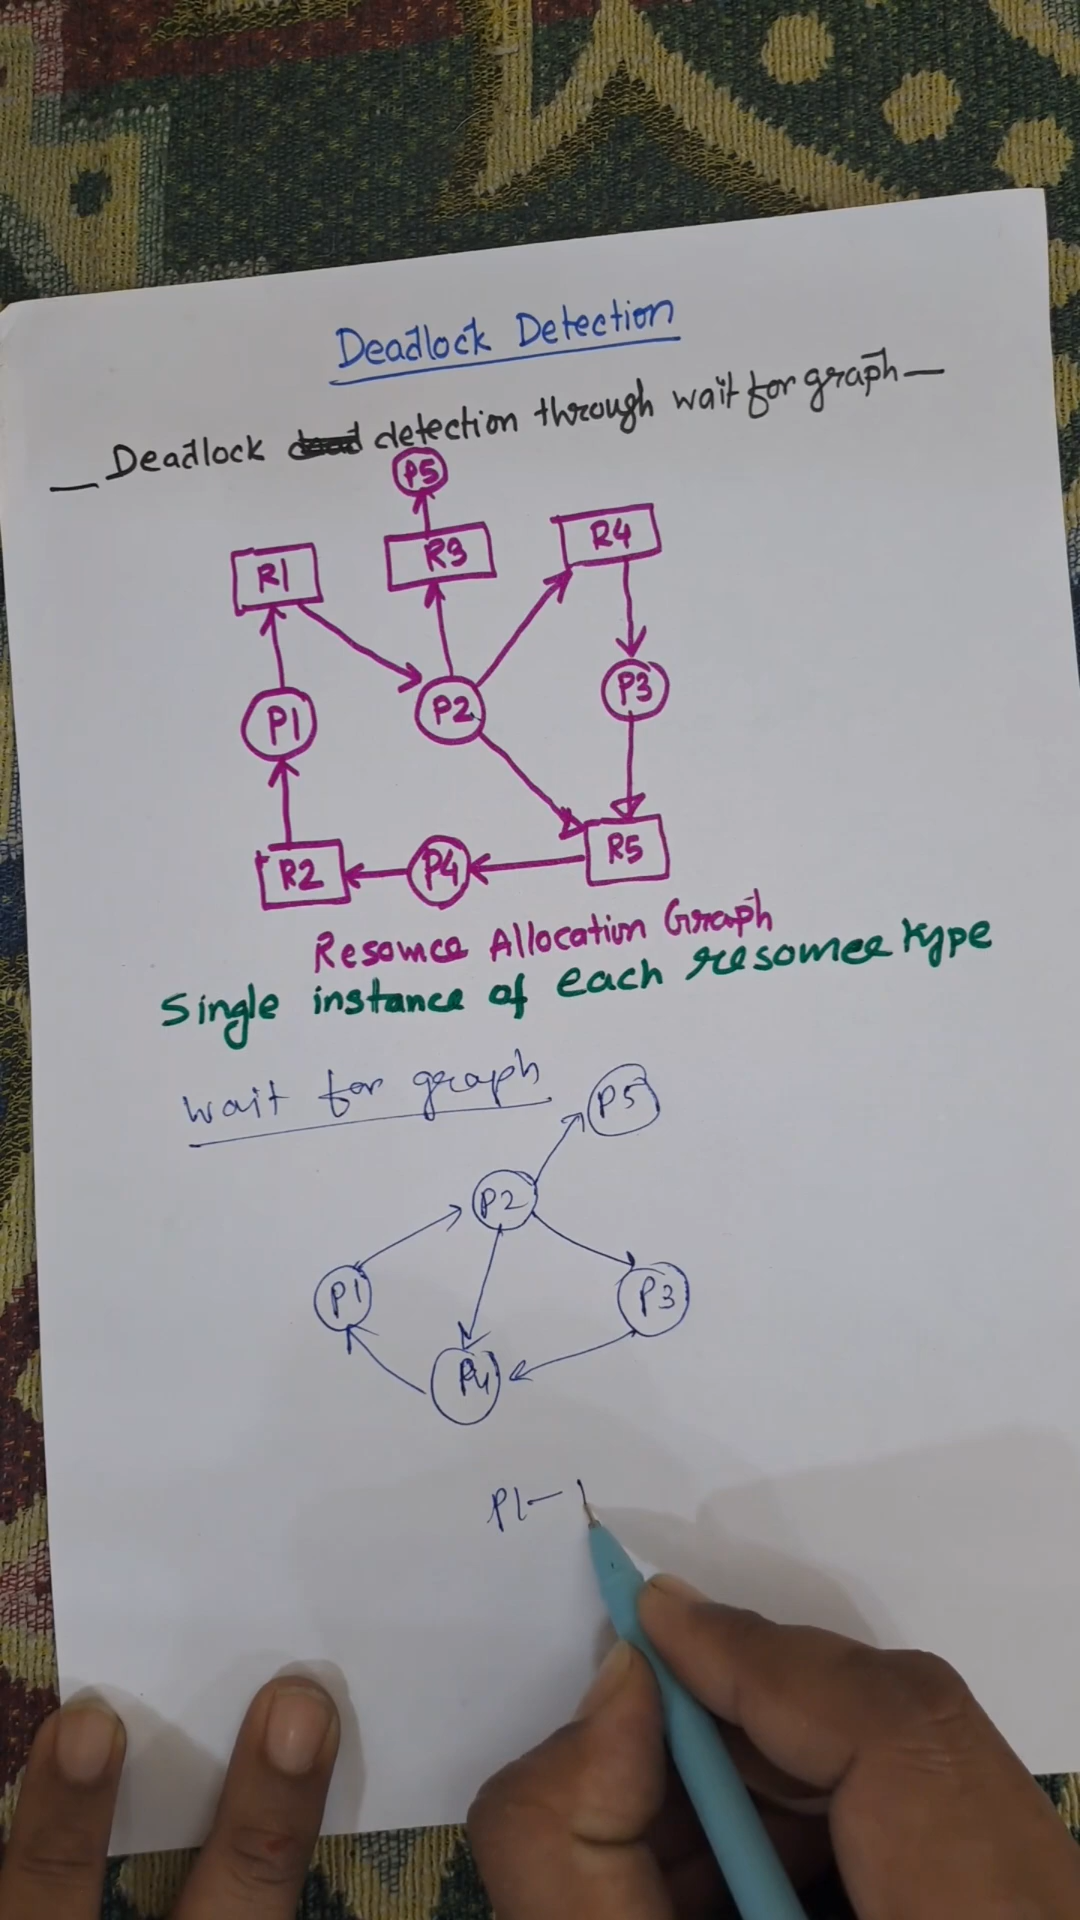 Deadlock Detection
Deadlock detection through wait for graph
P5
R1 R3 R4
P1 P2 P3
R2 P4 R5
Resource Allocation Graph
Single instance of each resource type
wait for graph
P5
P2
P1 P3
P4
P1 —